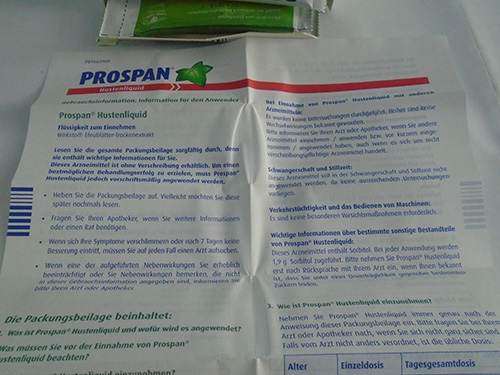 PROSPAN™
Hustenliquid
Gebrauchsinformation: Information für den Anwender
Prospan® Hustenliquid
Flüssigkeit zum Einnehmen
Wirkstoff: Efeublätter-Trockenextrakt
Lesen Sie die gesamte Packungsbeilage sorgfältig durch, denn
sie enthält wichtige Informationen für Sie.
Dieses Arzneimittel ist ohne Verschreibung erhältlich. Um einen
bestmöglichen Behandlungserfolg zu erzielen, muss Prospan®
Hustenliquid jedoch vorschriftsmäßig angewendet werden.
• Heben Sie die Packungsbeilage auf. Vielleicht möchten Sie diese
später nochmals lesen.
• Fragen Sie Ihren Apotheker, wenn Sie weitere Informationen
oder einen Rat benötigen.
• Wenn sich Ihre Symptome verschlimmern oder nach 7 Tagen keine
Besserung eintritt, müssen Sie auf jeden Fall einen Arzt aufsuchen.
• Wenn eine der aufgeführten Nebenwirkungen Sie erheblich
beeinträchtigt oder Sie Nebenwirkungen bemerken, die nicht
in dieser Gebrauchsinformation angegeben sind, informieren Sie
bitte Ihren Arzt oder Apotheker.
Die Packungsbeilage beinhaltet:
Was ist Prospan® Hustenliquid und wofür wird es angewendet?
Was müssen Sie vor der Einnahme von Prospan®
Hustenliquid beachten?
Hustenliquid einzunehmen?
Bei Einnahme von Prospan® Hustenliquid mit anderen
Arzneimitteln:
Es wurden keine Untersuchungen durchgeführt. Bisher sind keine
Wechselwirkungen bekannt geworden.
Bitte informieren Sie Ihren Arzt oder Apotheker, wenn Sie andere
Arzneimittel einnehmen / anwenden bzw. vor kurzem einge-
nommen / angewendet haben, auch wenn es sich um nicht
verschreibungspflichtige Arzneimittel handelt.
Schwangerschaft und Stillzeit:
Dieses Arzneimittel soll in der Schwangerschaft und Stillzeit nicht
angewendet werden, da keine ausreichenden Untersuchungen
vorliegen.
Verkehrstüchtigkeit und das Bedienen von Maschinen:
Es sind keine besonderen Vorsichtsmaßnahmen erforderlich.
Wichtige Informationen über bestimmte sonstige Bestandteile
von Prospan® Hustenliquid:
Dieses Arzneimittel enthält Sorbitol. Bei jeder Anwendung werden
1,9 g Sorbitol zugeführt. Bitte nehmen Sie Prospan® Hustenliquid
erst nach Rücksprache mit Ihrem Arzt ein, wenn Ihnen bekannt
ist, dass Sie unter einer Unverträglichkeit gegenüber bestimmten
Zuckern leiden.
3. Wie ist Prospan® Hustenliquid einzunehmen?
Nehmen Sie Prospan® Hustenliquid immer genau nach der
Anweisung dieser Packungsbeilage ein. Bitte fragen Sie bei Ihrem
Arzt oder Apotheker nach, wenn Sie nicht ganz sicher sind.
Falls vom Arzt nicht anders verordnet, ist die übliche Dosis:
Alter Einzeldosis Tagesgesamtdosis